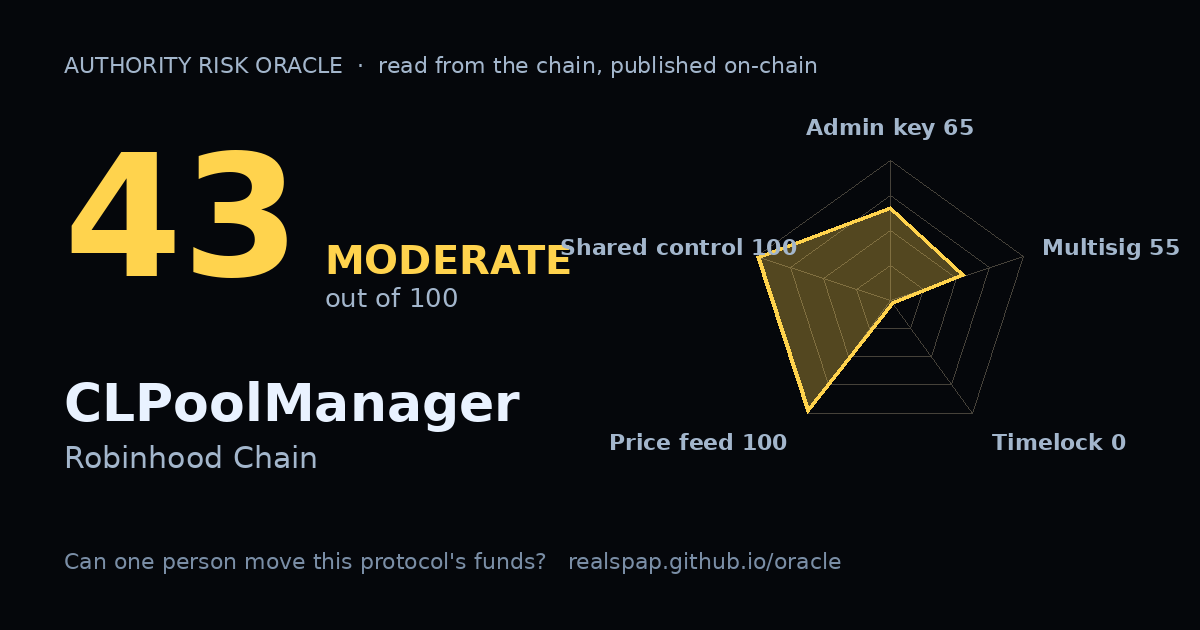 AUTHORITY RISK ORACLE · read from the chain, published on-chain
43
MODERATE
out of 100
CLPoolManager
Robinhood Chain
Admin key 65
Shared control 100
Multisig 55
Price feed 100
Timelock 0
Can one person move this protocol's funds? realspap.github.io/oracle